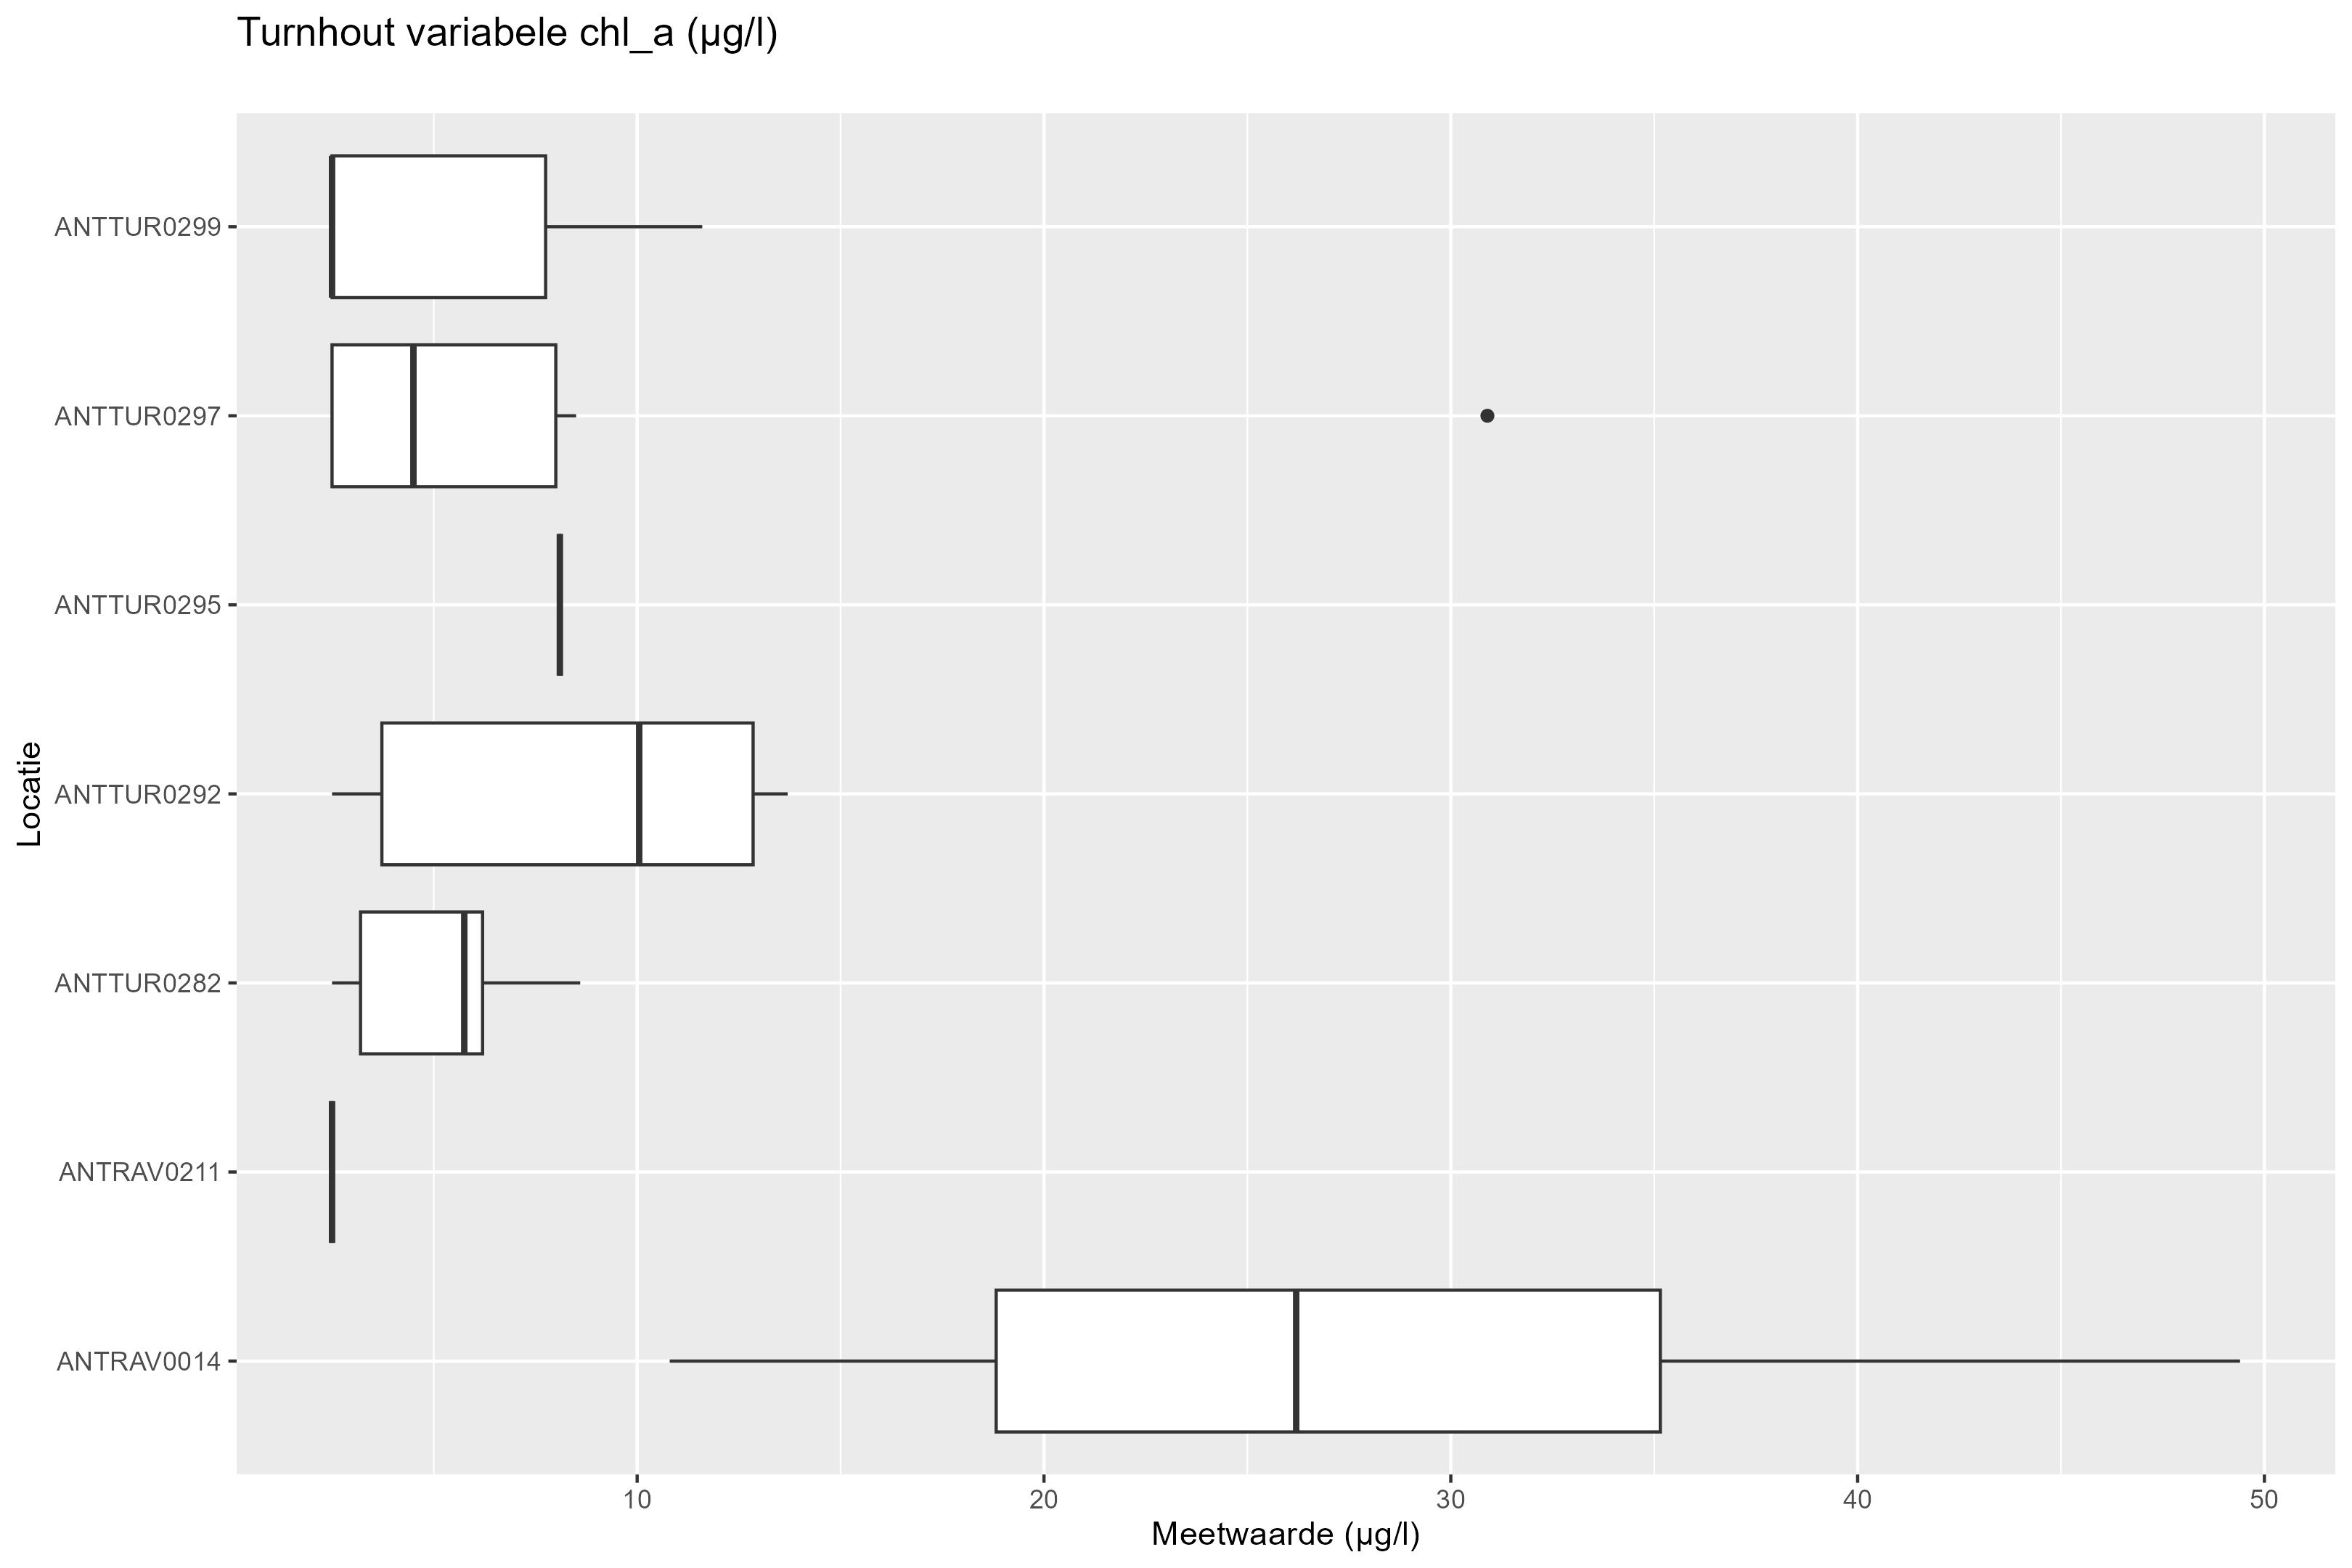 Turnhout variabele chl_a (µg/l)
Locatie
ANTTUR0299
ANTTUR0297
ANTTUR0295
ANTTUR0292
ANTTUR0282
ANTRAV0211
ANTRAV0014
10 20 30 40 50
Meetwaarde (µg/l)